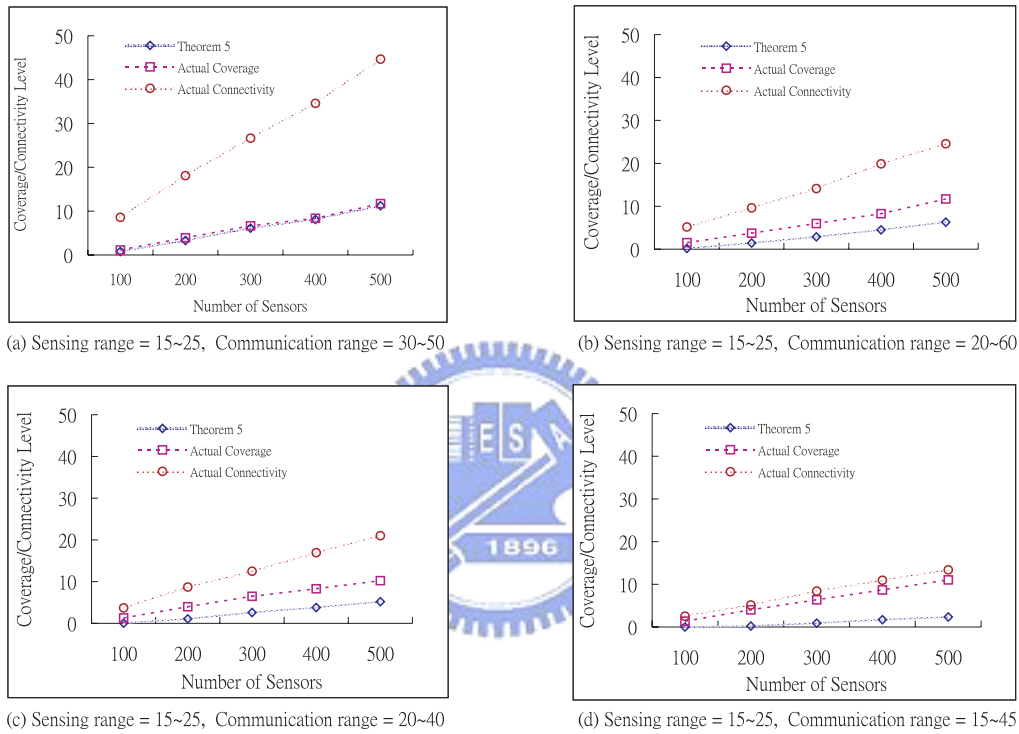 50
40
30
20
10
0
Coverage/Connectivity Level
Theorem 5
Actual Coverage
Actual Connectivity
100 200 300 400 500
Number of Sensors
(a) Sensing range = 15~25, Communication range = 30~50
50
40
30
20
10
0
Coverage/Connectivity Level
Theorem 5
Actual Coverage
Actual Connectivity
100 200 300 400 500
Number of Sensors
(b) Sensing range = 15~25, Communication range = 20~60
50
40
30
20
10
0
Coverage/Connectivity Level
Theorem 5
Actual Coverage
Actual Connectivity
100 200 300 400 500
Number of Sensors
(c) Sensing range = 15~25, Communication range = 20~40
E S A
1896
50
40
30
20
10
0
Coverage/Connectivity Level
Theorem 5
Actual Coverage
Actual Connectivity
100 200 300 400 500
Number of Sensors
(d) Sensing range = 15~25, Communication range = 15~45